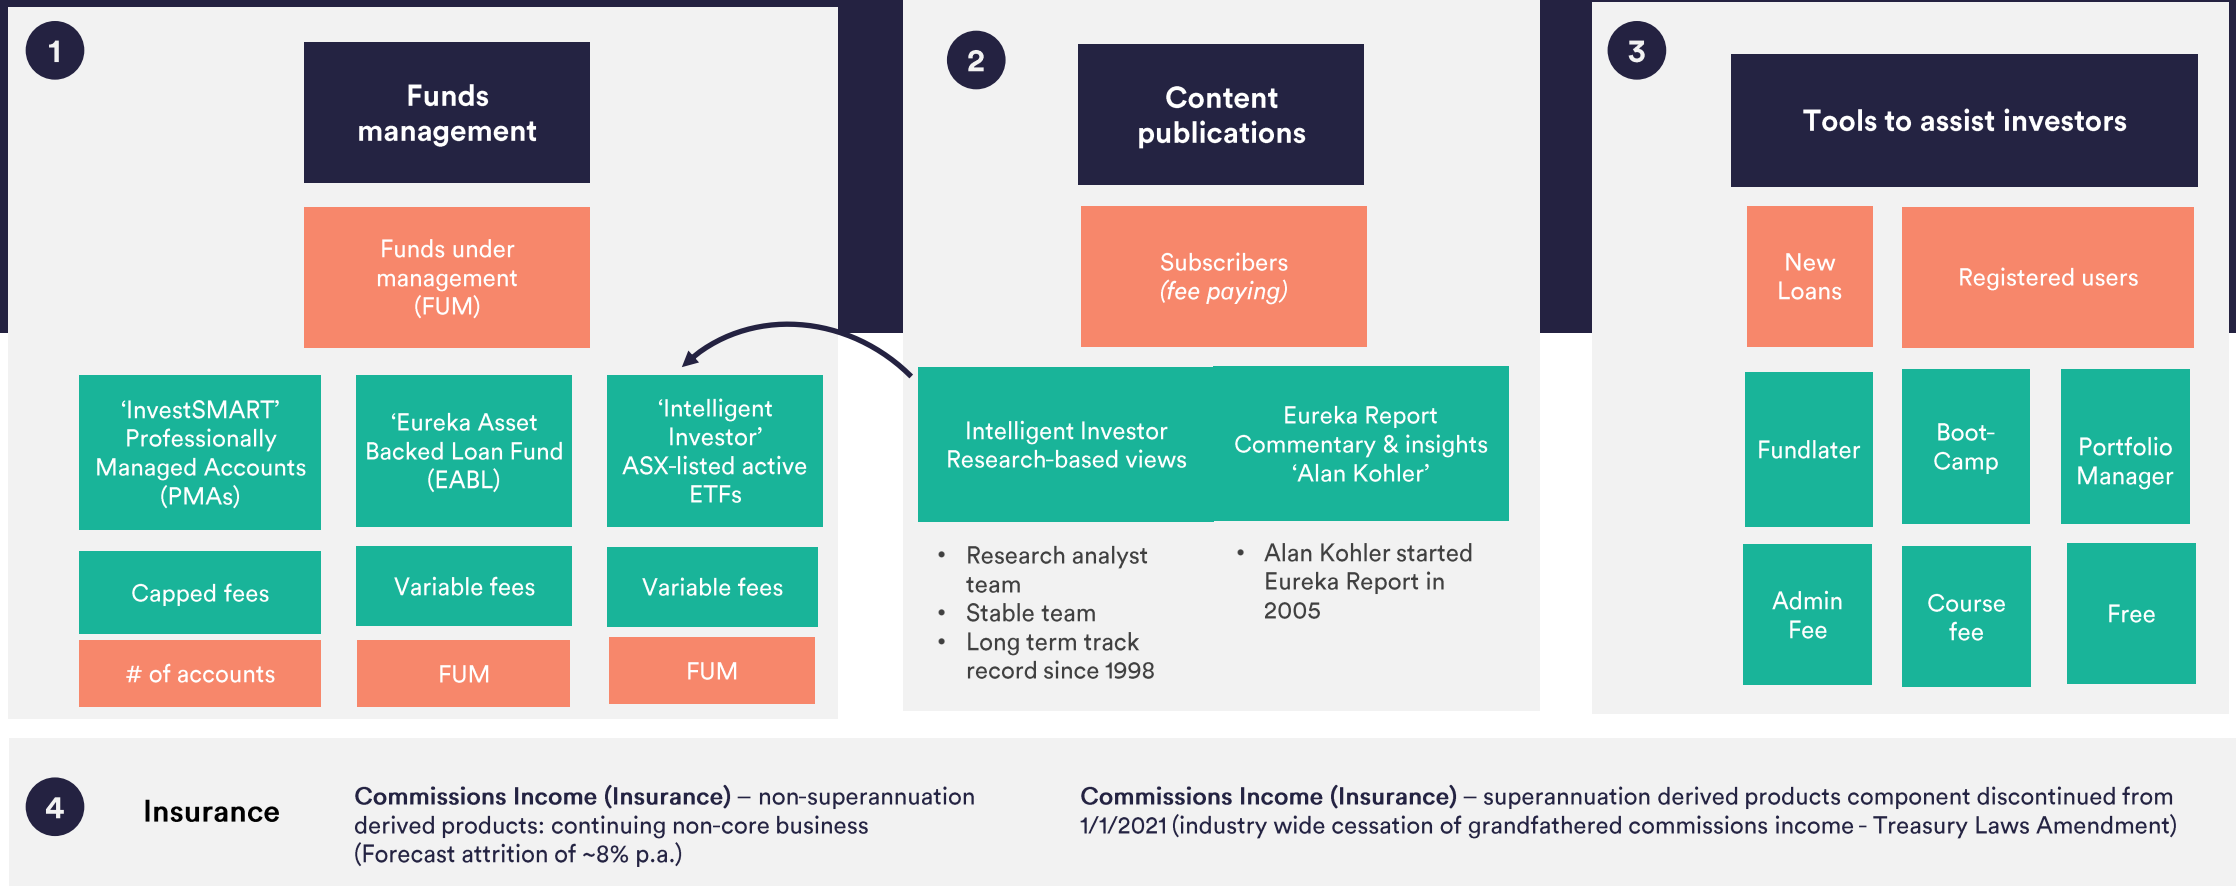 1
Funds
management
Funds under
management
(FUM)
‘InvestSMART’
Professionally
Managed Accounts
(PMAs)
‘Eureka Asset
Backed Loan Fund
(EABL)
‘Intelligent
Investor’
ASX-listed active
ETFs
Capped fees
Variable fees
Variable fees
# of accounts
FUM
FUM
2
Content
publications
Subscribers
(fee paying)
Intelligent Investor
Research-based views
Eureka Report
Commentary & insights
‘Alan Kohler’
• Research analyst
team
• Stable team
• Long term track
record since 1998
• Alan Kohler started
Eureka Report in
2005
3
Tools to assist investors
New
Loans
Registered users
Fundlater
Boot-
Camp
Portfolio
Manager
Admin
Fee
Course
fee
Free
4
Insurance
Commissions Income (Insurance) – non-superannuation
derived products: continuing non-core business
(Forecast attrition of ~8% p.a.)
Commissions Income (Insurance) – superannuation derived products component discontinued from
1/1/2021 (industry wide cessation of grandfathered commissions income - Treasury Laws Amendment)